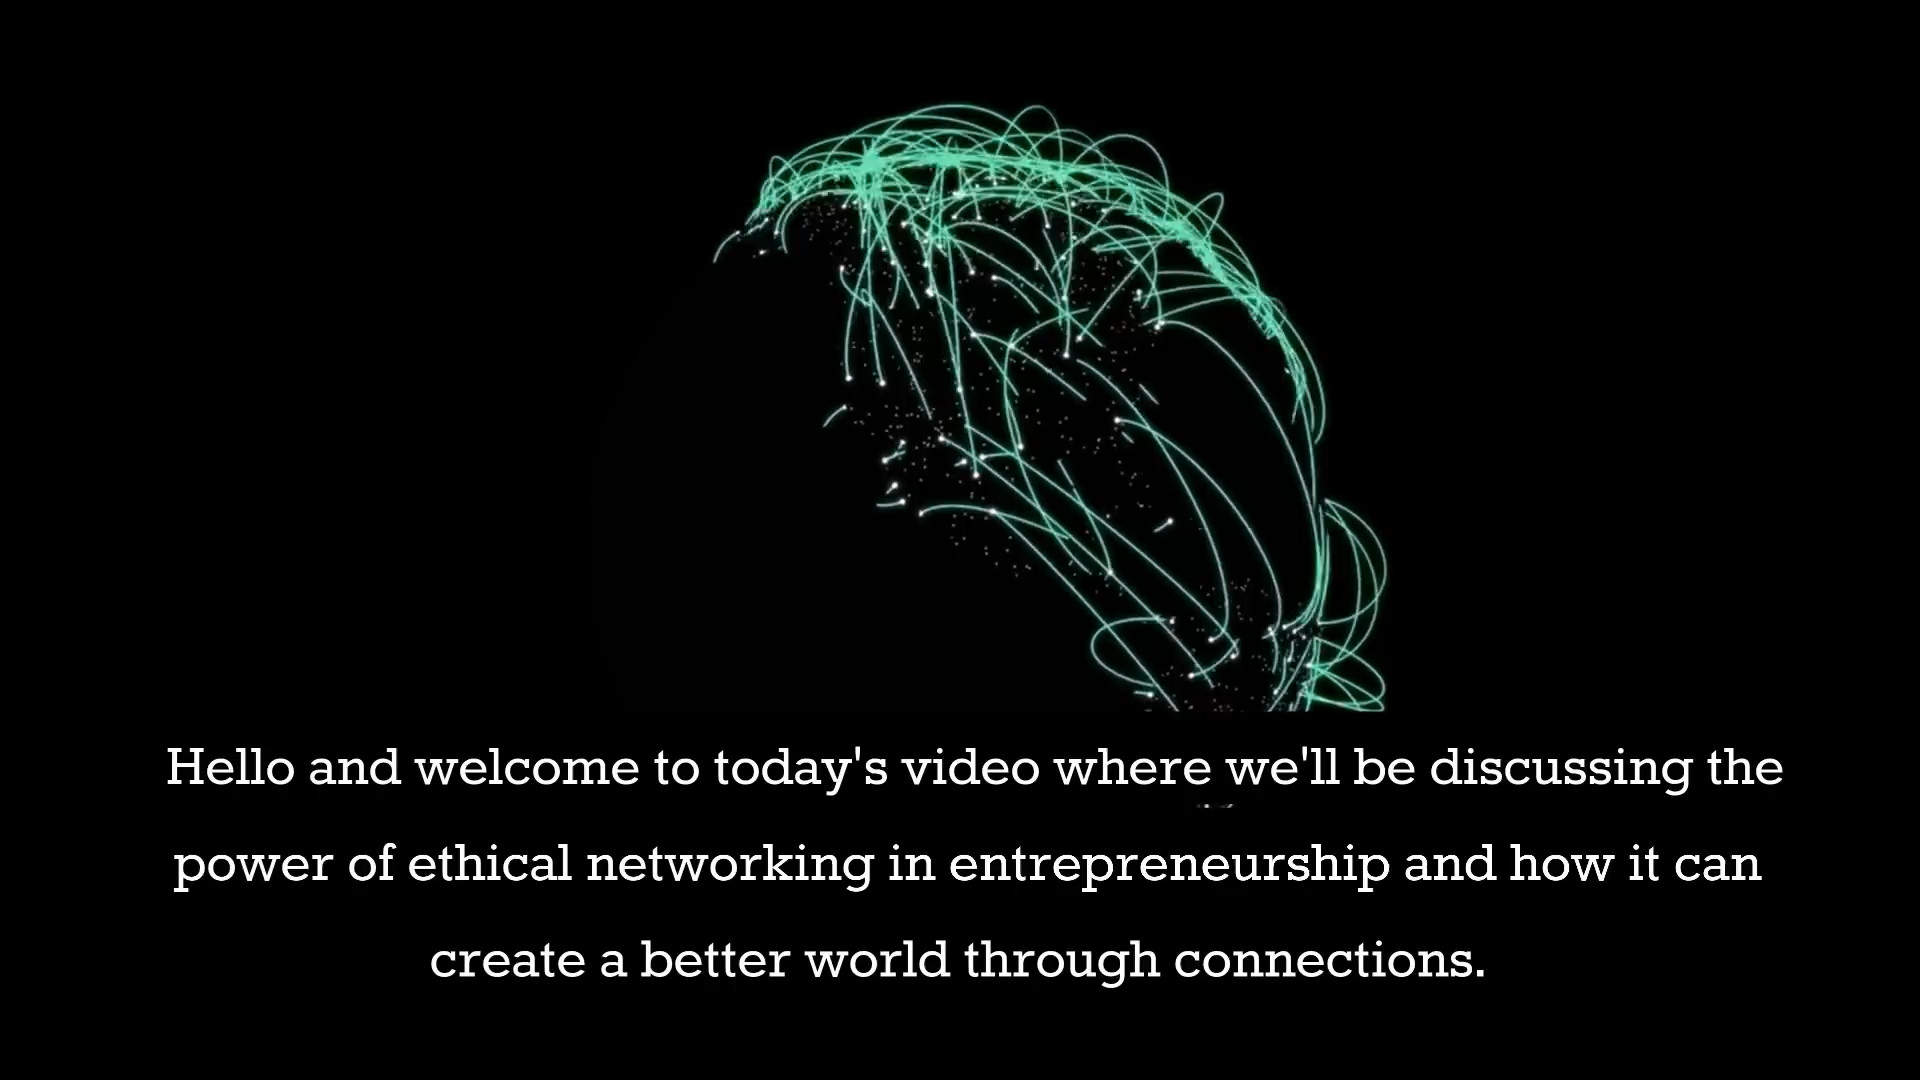 Hello and welcome to today's video where we'll be discussing the
power of ethical networking in entrepreneurship and how it can
create a better world through connections.